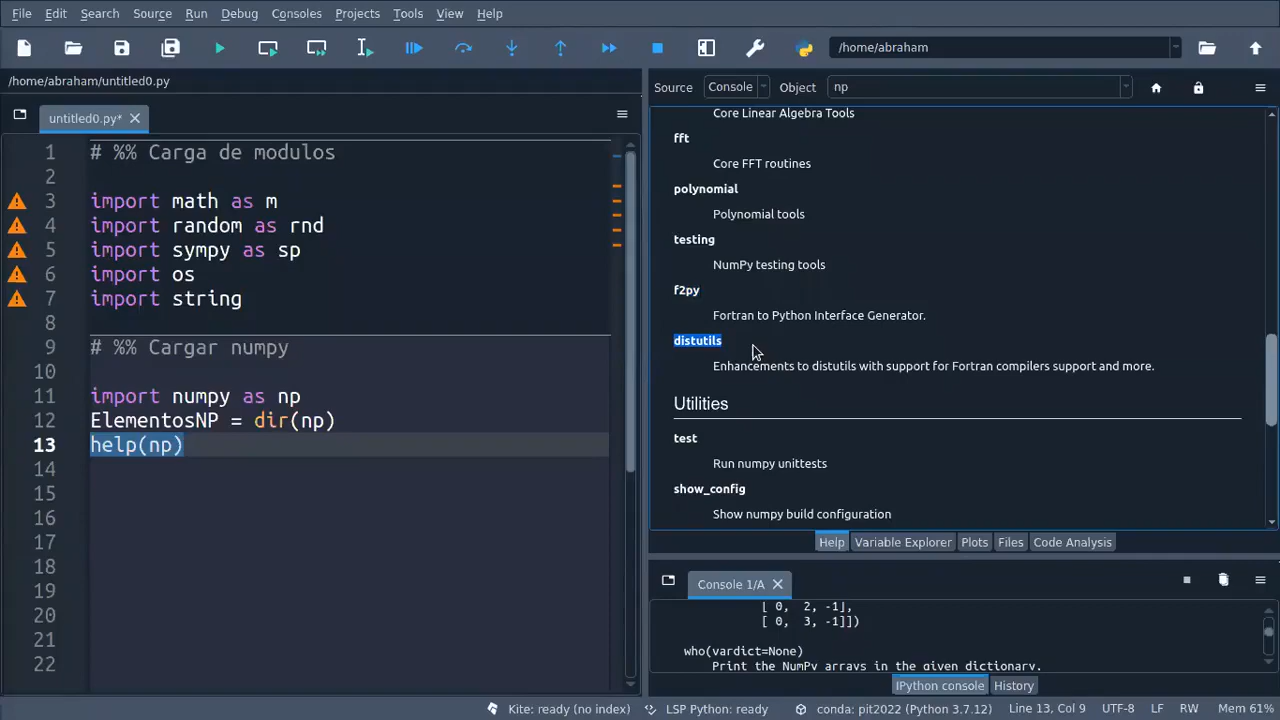 File Edit Search Source Run Debug Consoles Projects Tools View Help
/home/abraham
/home/abraham/untitled0.py
untitled0.py*
1 # %% Carga de modulos
2
3 import math as m
4 import random as rnd
5 import sympy as sp
6 import os
7 import string
8
9 # %% Cargar numpy
10
11 import numpy as np
12 ElementosNP = dir(np)
13 help(np)
14
15
16
17
18
19
20
21
22
Source Console Object np
Core Linear Algebra Tools
fft
Core FFT routines
polynomial
Polynomial tools
testing
NumPy testing tools
f2py
Fortran to Python Interface Generator.
distutils
Enhancements to distutils with support for Fortran compilers support and more.
Utilities
test
Run numpy unittests
show_config
Show numpy build configuration
Help Variable Explorer Plots Files Code Analysis
Console 1/A
[ 0, 2, -1],
[ 0, 3, -1]])
who(vardict=None)
Print the NumPy arrays in the given dictionary.
IPython console History
Kite: ready (no index) LSP Python: ready conda: pit2022 (Python 3.7.12) Line 13, Col 9 UTF-8 LF RW Mem 61%